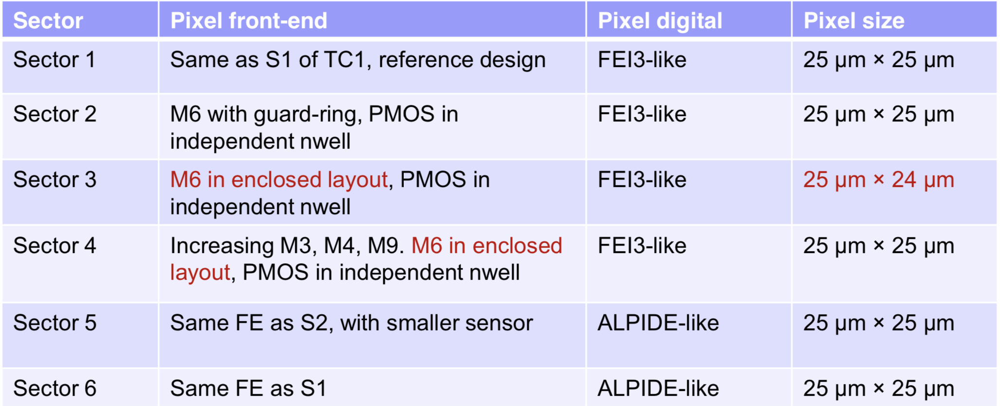 Sector Pixel front-end Pixel digital Pixel size
Sector 1 Same as S1 of TC1, reference design FEI3-like 25 µm × 25 µm
Sector 2 M6 with guard-ring, PMOS in FEI3-like 25 µm × 25 µm
independent nwell
Sector 3 M6 in enclosed layout, PMOS in FEI3-like 25 µm × 24 µm
independent nwell
Sector 4 Increasing M3, M4, M9. M6 in enclosed FEI3-like 25 µm × 25 µm
layout, PMOS in independent nwell
Sector 5 Same FE as S2, with smaller sensor ALPIDE-like 25 µm × 25 µm
Sector 6 Same FE as S1 ALPIDE-like 25 µm × 25 µm